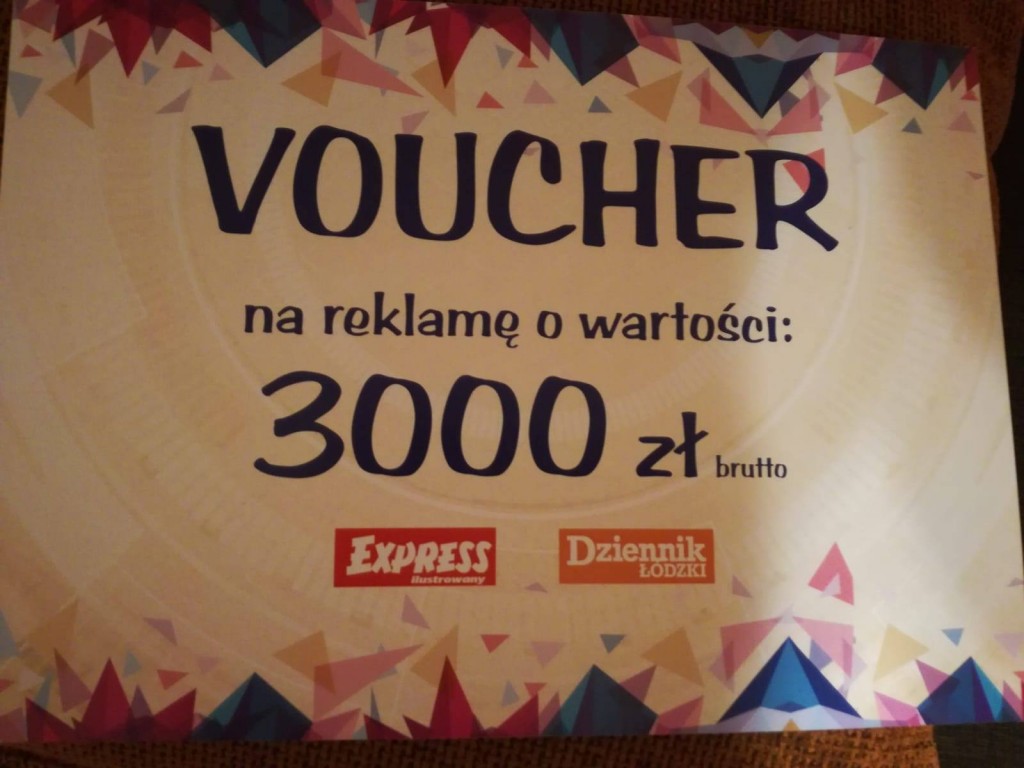 VOUCHER
na reklamę o wartości:
3000 zł brutto
EXPRESS
ilustrowany
Dziennik
ŁÓDZKI